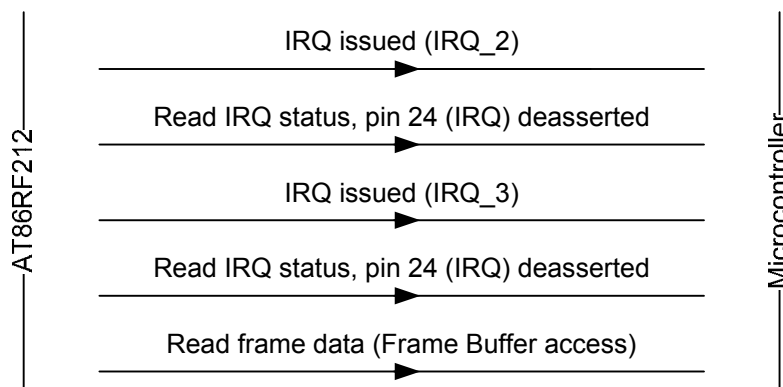 IRQ issued (IRQ_2)
Read IRQ status, pin 24 (IRQ) deasserted
IRQ issued (IRQ_3)
Read IRQ status, pin 24 (IRQ) deasserted
Read frame data (Frame Buffer access)
AT86RF212
Microcontroller